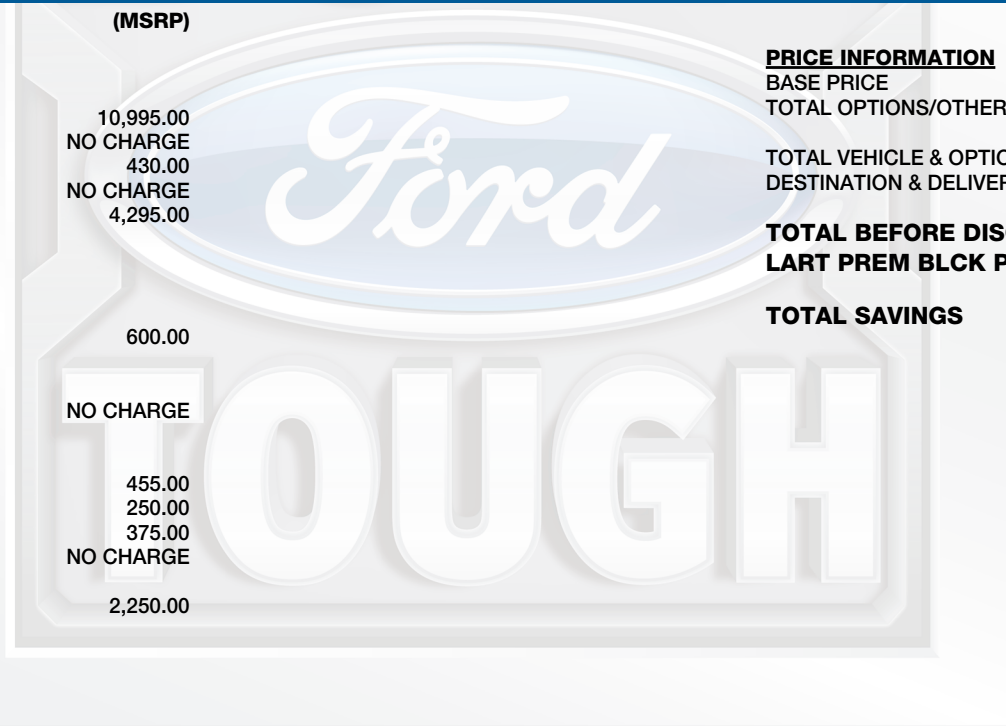 (MSRP)
10,995.00
NO CHARGE
430.00
NO CHARGE
4,295.00
600.00
NO CHARGE
455.00
250.00
375.00
NO CHARGE
2,250.00
PRICE INFORMATION
BASE PRICE
TOTAL OPTIONS/OTHER
TOTAL VEHICLE & OPTIO
DESTINATION & DELIVER
TOTAL BEFORE DIS
LART PREM BLCK P
TOTAL SAVINGS
Ford
TOUGH